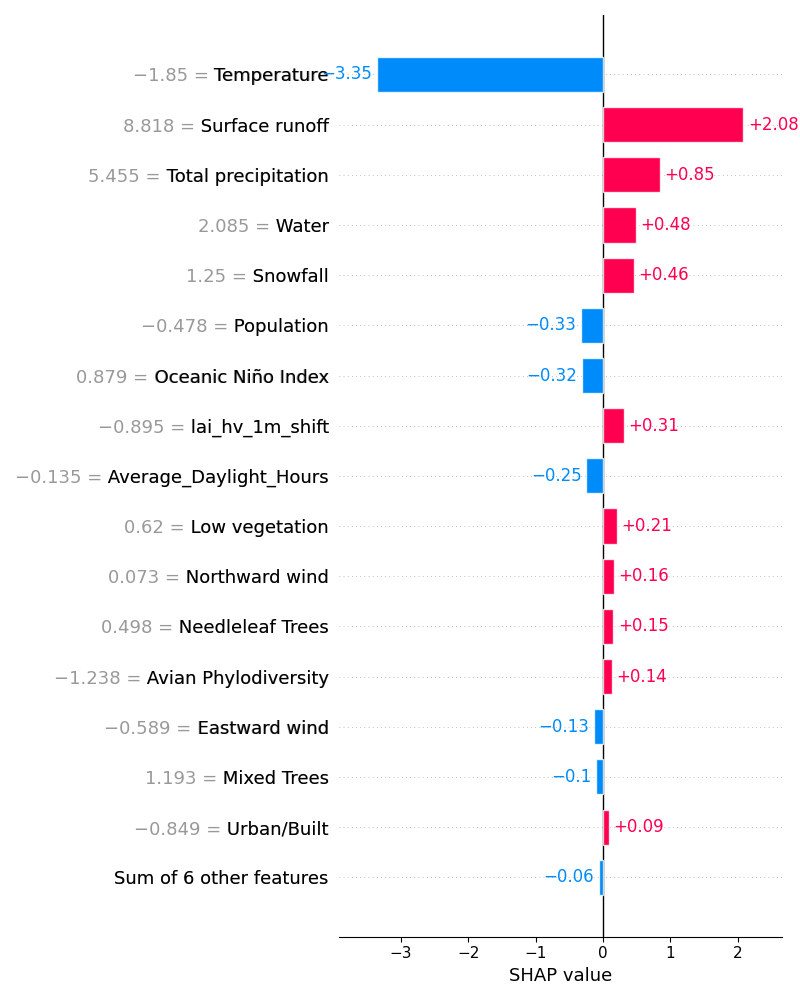 −1.85 = Temperature −3.35
8.818 = Surface runoff +2.08
5.455 = Total precipitation +0.85
2.085 = Water +0.48
1.25 = Snowfall +0.46
−0.478 = Population −0.33
0.879 = Oceanic Niño Index −0.32
−0.895 = lai_hv_1m_shift +0.31
−0.135 = Average_Daylight_Hours −0.25
0.62 = Low vegetation +0.21
0.073 = Northward wind +0.16
0.498 = Needleleaf Trees +0.15
−1.238 = Avian Phylodiversity +0.14
−0.589 = Eastward wind −0.13
1.193 = Mixed Trees −0.1
−0.849 = Urban/Built +0.09
Sum of 6 other features −0.06
−3 −2 −1 0 1 2
SHAP value